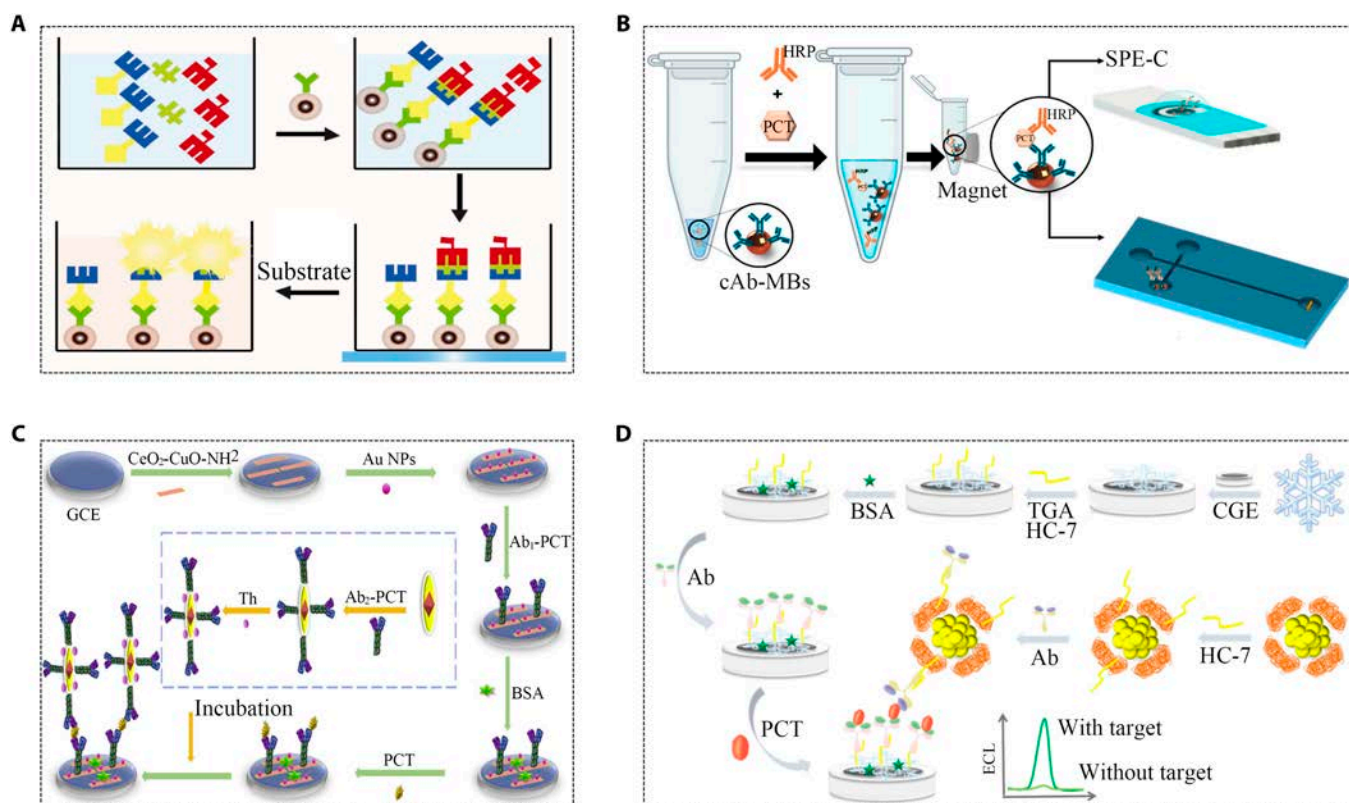 A
Substrate
B
HRP
+
PCT
cAb-MBs
HRP
PCT
Magnet
HRP
PCT
SPE-C
C
GCE
CeO₂-CuO-NH²
Au NPs
Ab₁-PCT
Th
Ab₂-PCT
BSA
Incubation
PCT
D
BSA
TGA
HC-7
CGE
Ab
Ab
HC-7
PCT
ECL
With target
Without target